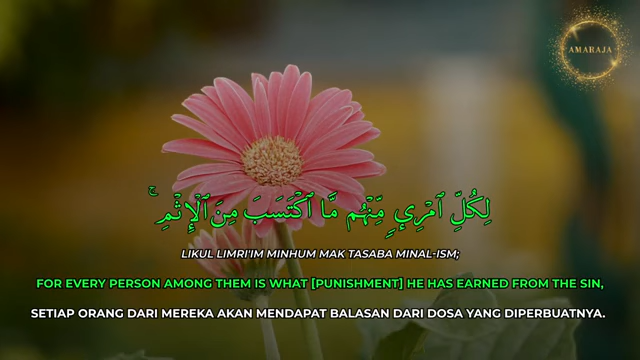 AMARAJA
لِكُلِّ ٱمْرِئٍ مِّنْهُم مَّا ٱكْتَسَبَ مِنَ ٱلْإِثْمِ ۚ
LIKUL LIMRI'IM MINHUM MAK TASABA MINAL-ISM;
FOR EVERY PERSON AMONG THEM IS WHAT [PUNISHMENT] HE HAS EARNED FROM THE SIN,
SETIAP ORANG DARI MEREKA AKAN MENDAPAT BALASAN DARI DOSA YANG DIPERBUATNYA.